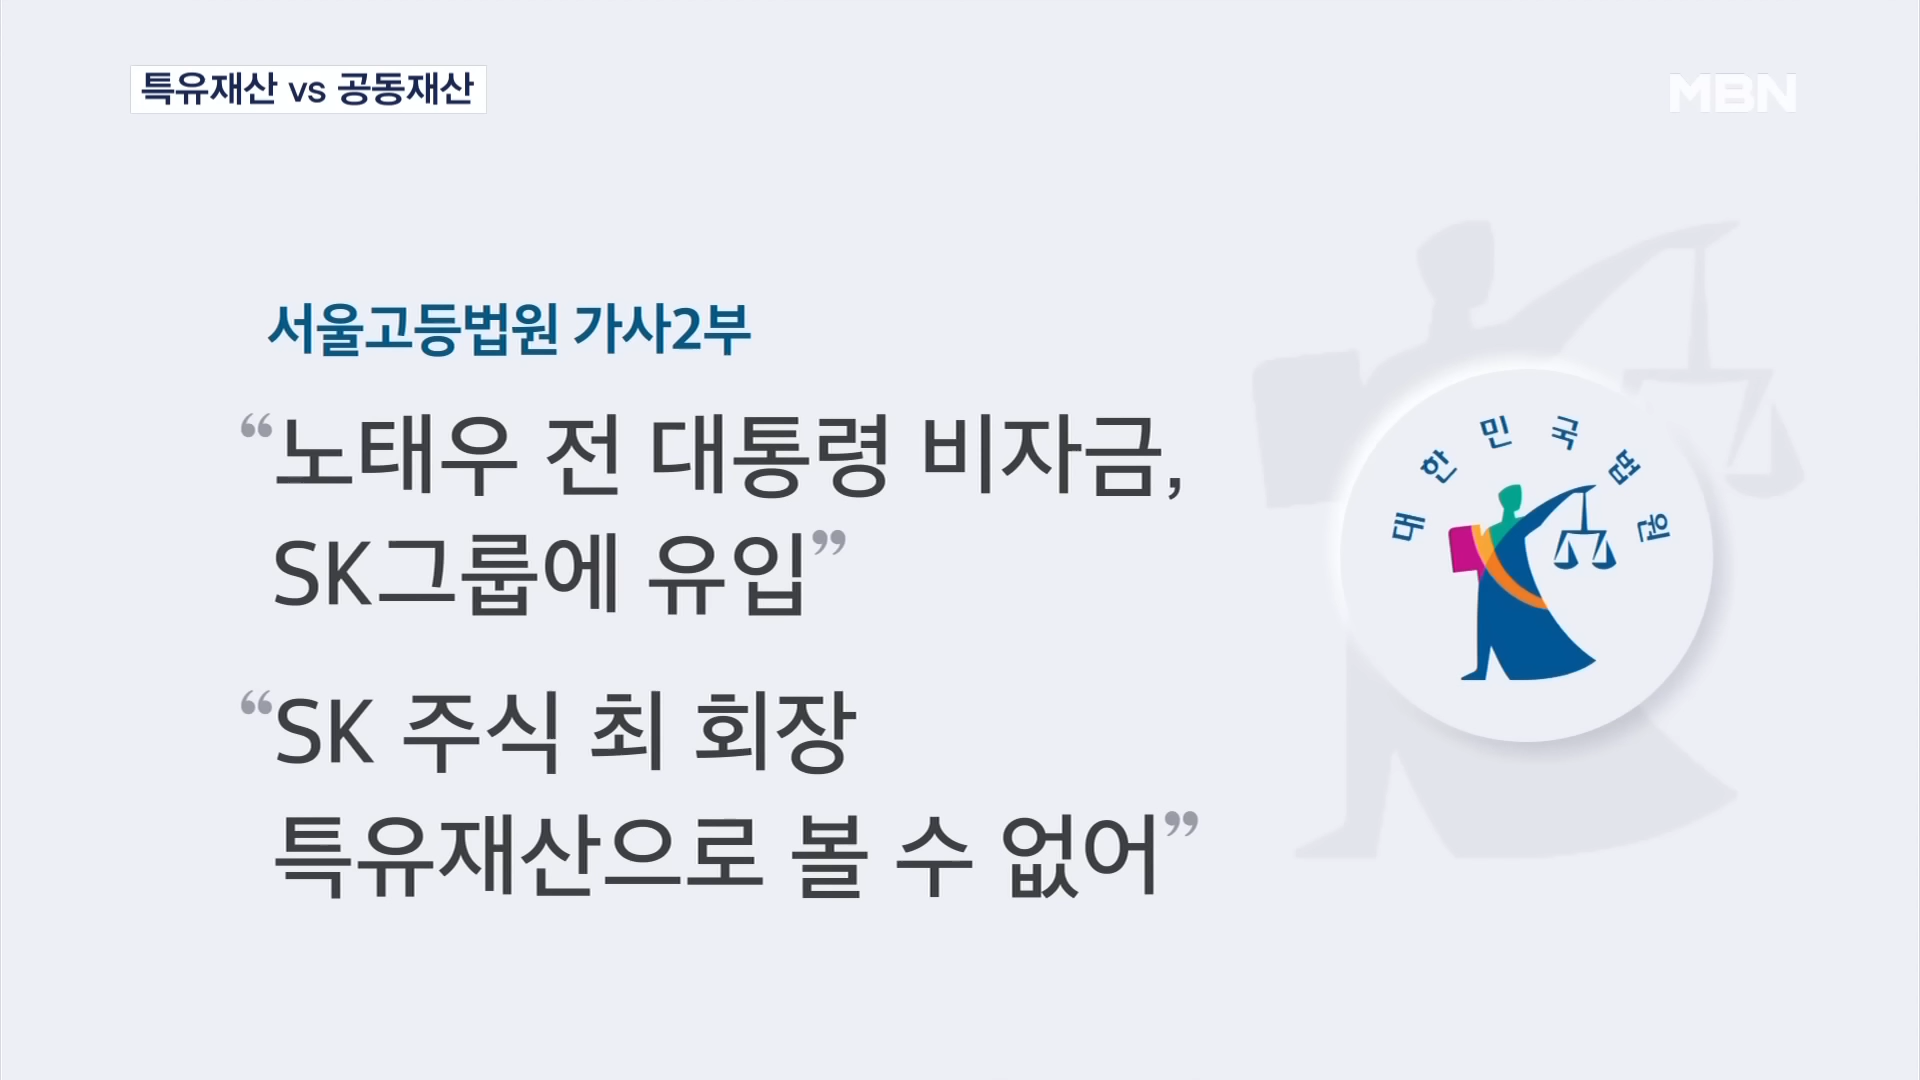 특유재산 vs 공동재산
MBN
서울고등법원 가사2부
“노태우 전 대통령 비자금,
SK그룹에 유입”
“SK 주식 최 회장
특유재산으로 볼 수 없어”
대한민국법원